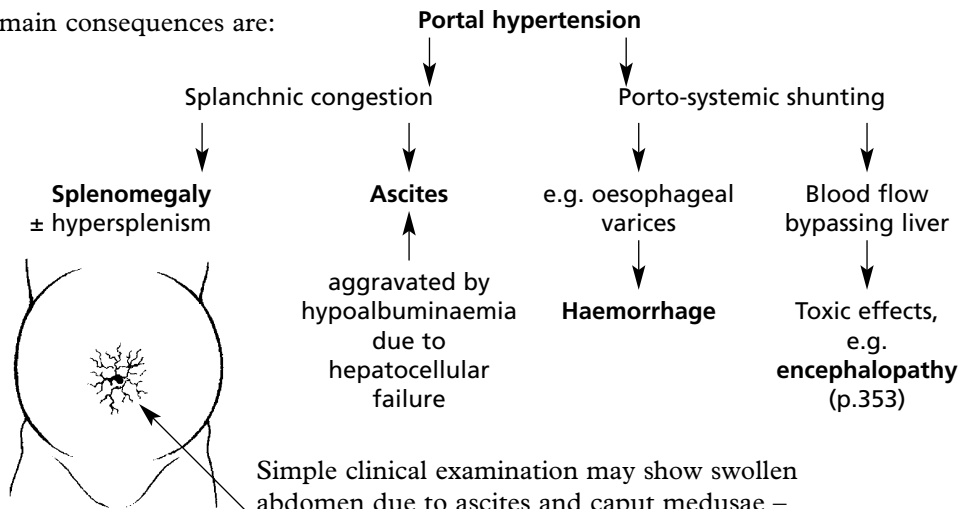 main consequences are:
Portal hypertension
Splanchnic congestion
Porto-systemic shunting
Splenomegaly
± hypersplenism
Ascites
aggravated by
hypoalbuminaemia
due to
hepatocellular
failure
e.g. oesophageal
varices
Haemorrhage
Blood flow
bypassing liver
Toxic effects,
e.g.
encephalopathy
(p.353)
Simple clinical examination may show swollen
abdomen due to ascites and caput medusae –